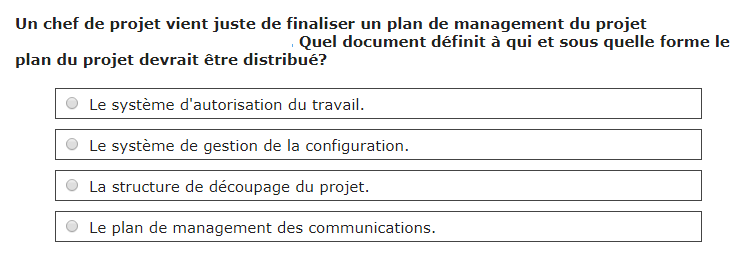 Un chef de projet vient juste de finaliser un plan de management du projet
. Quel document définit à qui et sous quelle forme le
plan du projet devrait être distribué?
Le système d'autorisation du travail.
Le système de gestion de la configuration.
La structure de découpage du projet.
Le plan de management des communications.